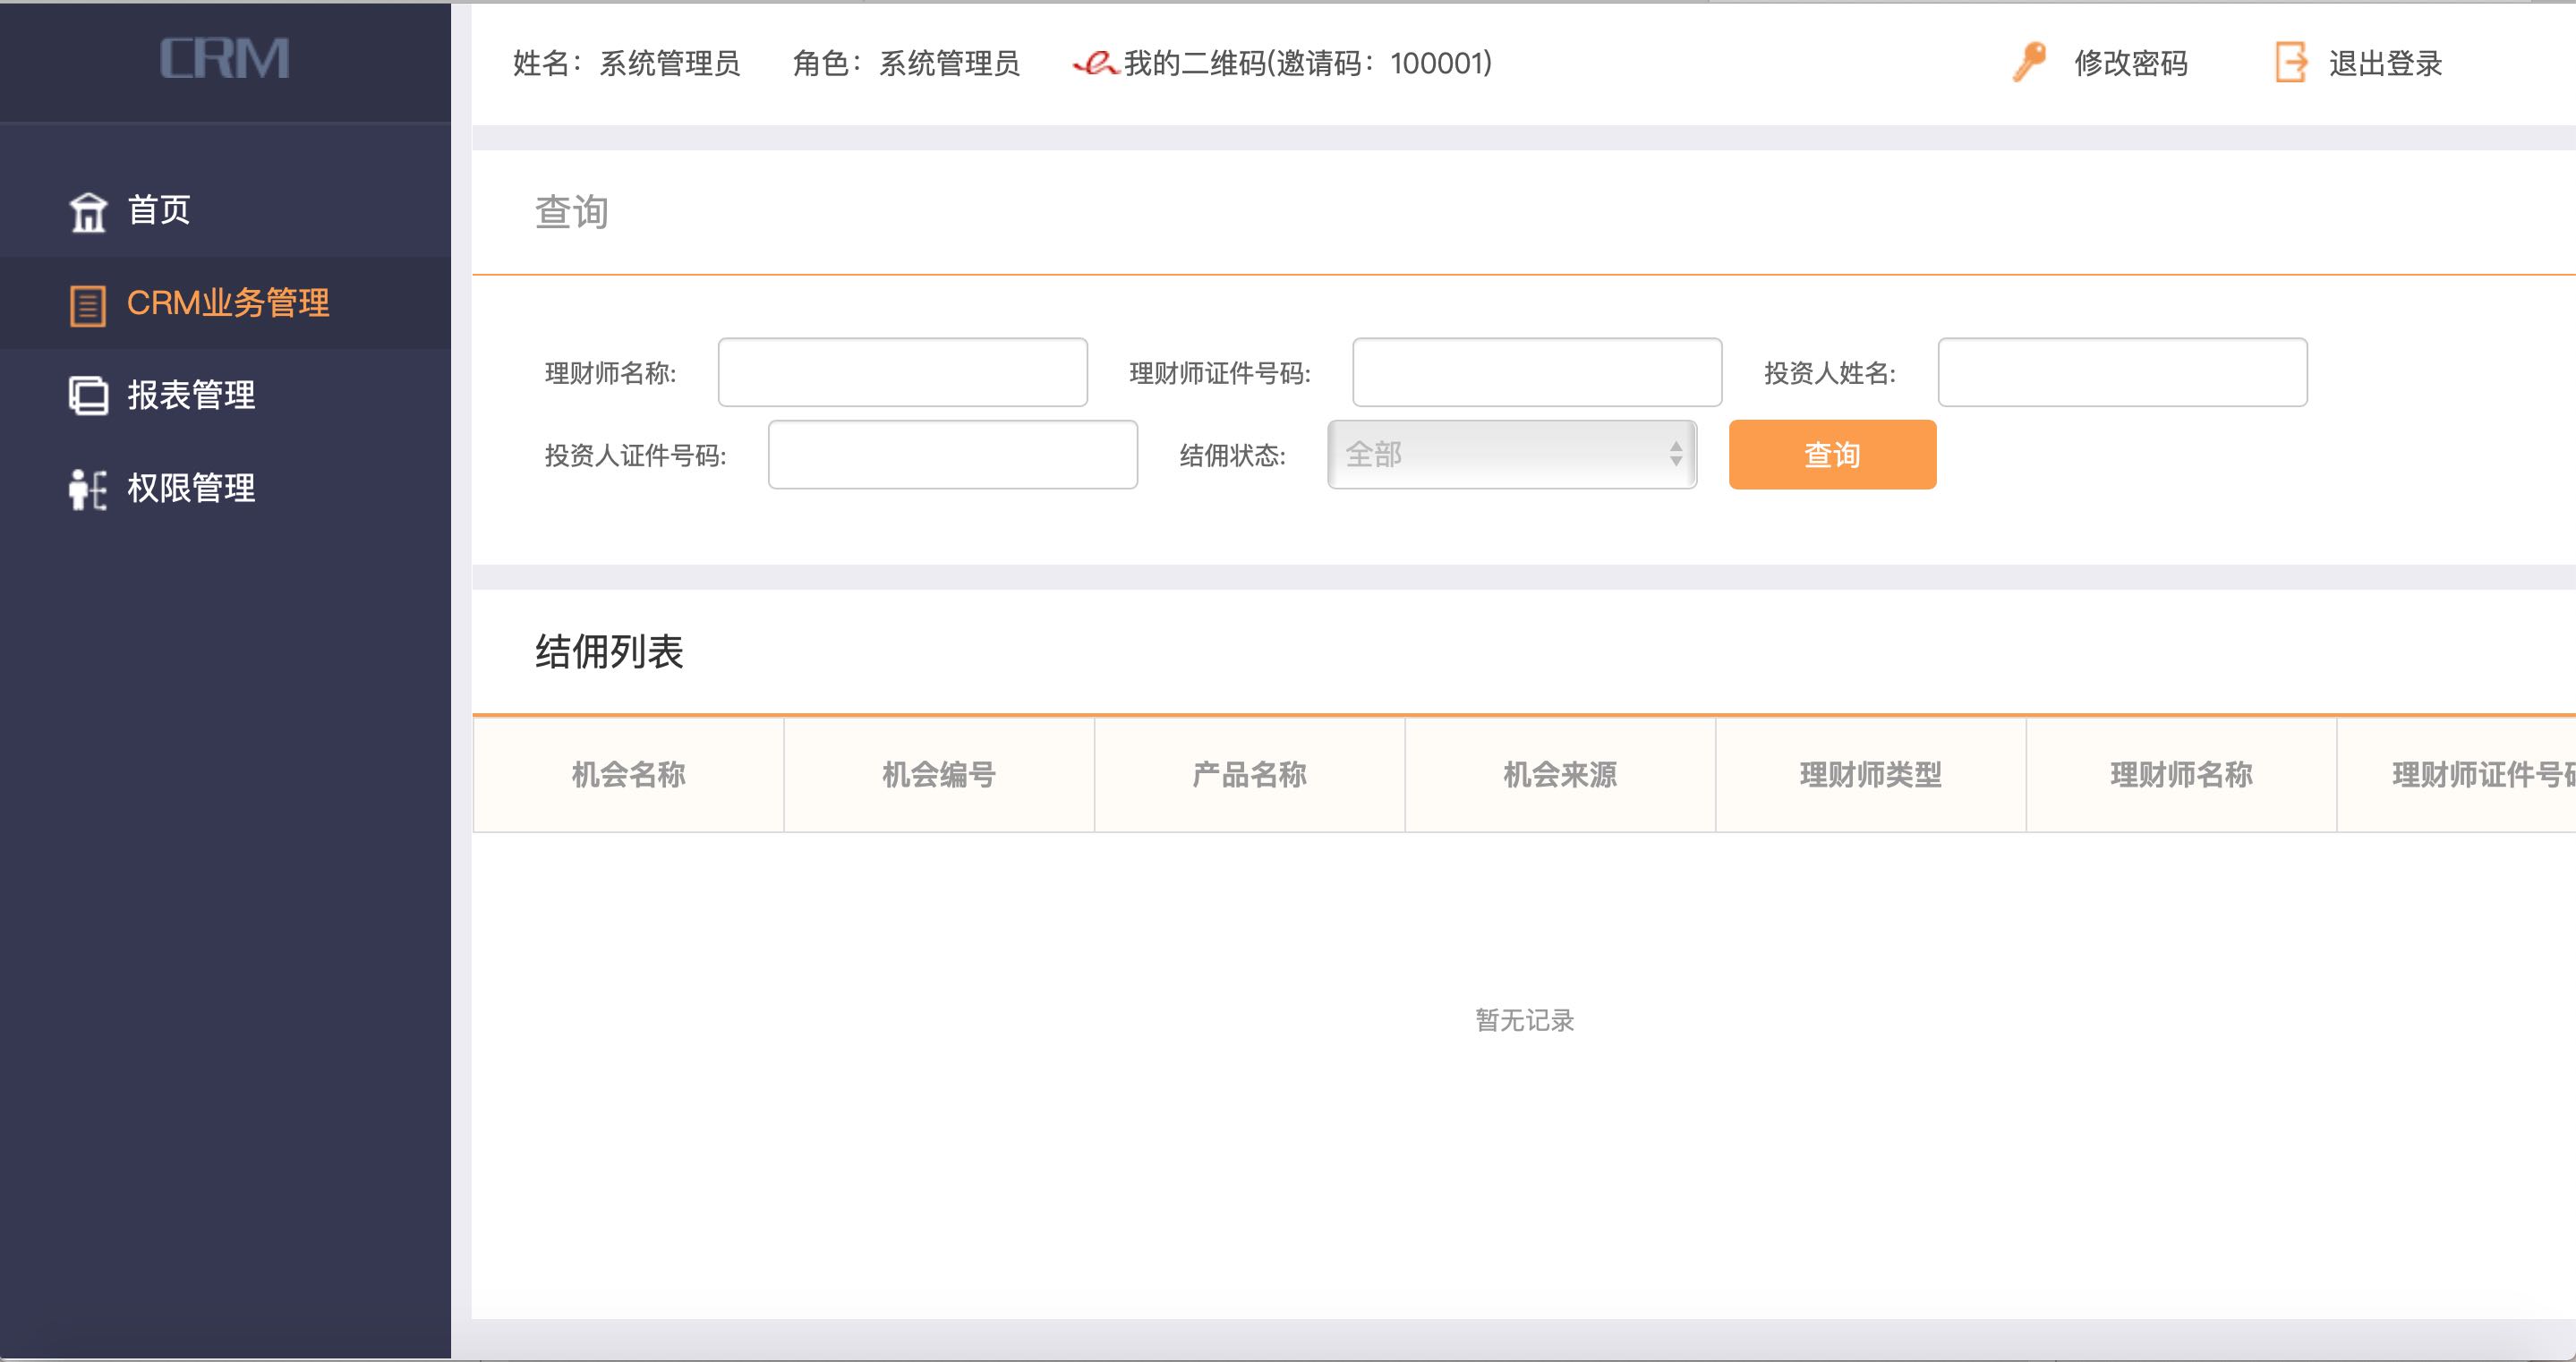 CRM
姓名：系统管理员 角色：系统管理员 我的二维码(邀请码：100001) 修改密码 退出登录
首页
CRM业务管理
报表管理
权限管理
查询
理财师名称: 理财师证件号码: 投资人姓名:
投资人证件号码: 结佣状态: 全部 查询
结佣列表
机会名称 机会编号 产品名称 机会来源 理财师类型 理财师名称 理财师证件号码
暂无记录